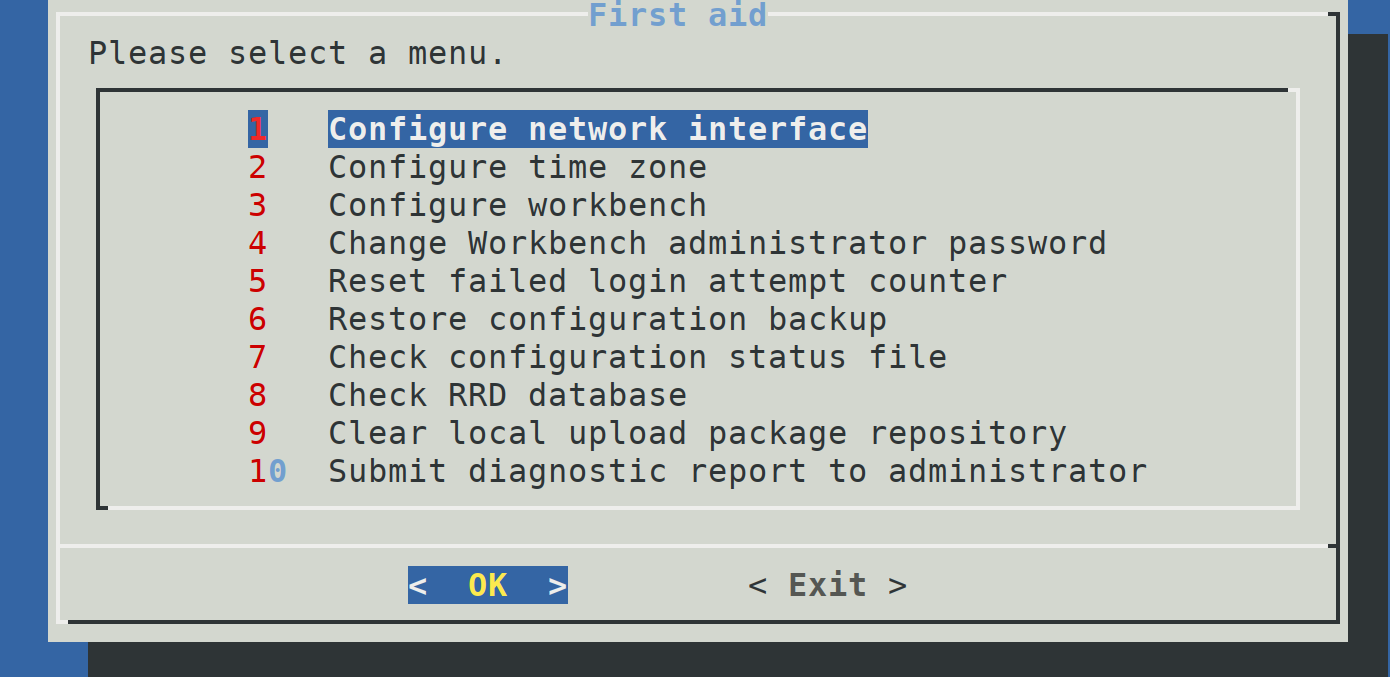 First aid
Please select a menu.
1 Configure network interface
2 Configure time zone
3 Configure workbench
4 Change Workbench administrator password
5 Reset failed login attempt counter
6 Restore configuration backup
7 Check configuration status file
8 Check RRD database
9 Clear local upload package repository
10 Submit diagnostic report to administrator
< OK > < Exit >